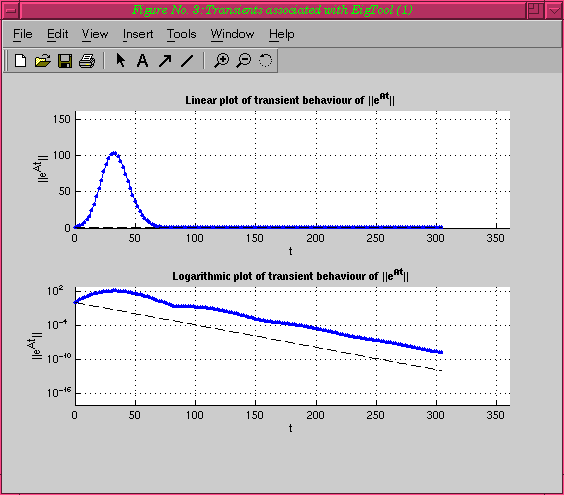 Figure No. 3: Transients associated with EigTool (1)
File Edit View Insert Tools Window Help
A
Linear plot of transient behaviour of ||e^At||
||e^At||
150
100
50
0
0 50 100 150 200 250 300 350
t
Logarithmic plot of transient behaviour of ||e^At||
||e^At||
10^2
10^-4
10^-10
10^-16
0 50 100 150 200 250 300 350
t